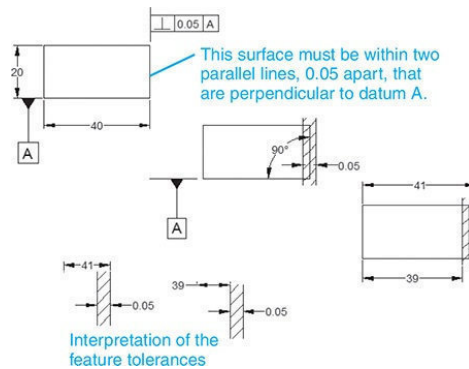 ⊥ 0.05 A
This surface must be within two
parallel lines, 0.05 apart, that
are perpendicular to datum A.
20
40
A
90°
0.05
A
41
39
41
0.05
39
0.05
Interpretation of the
feature tolerances